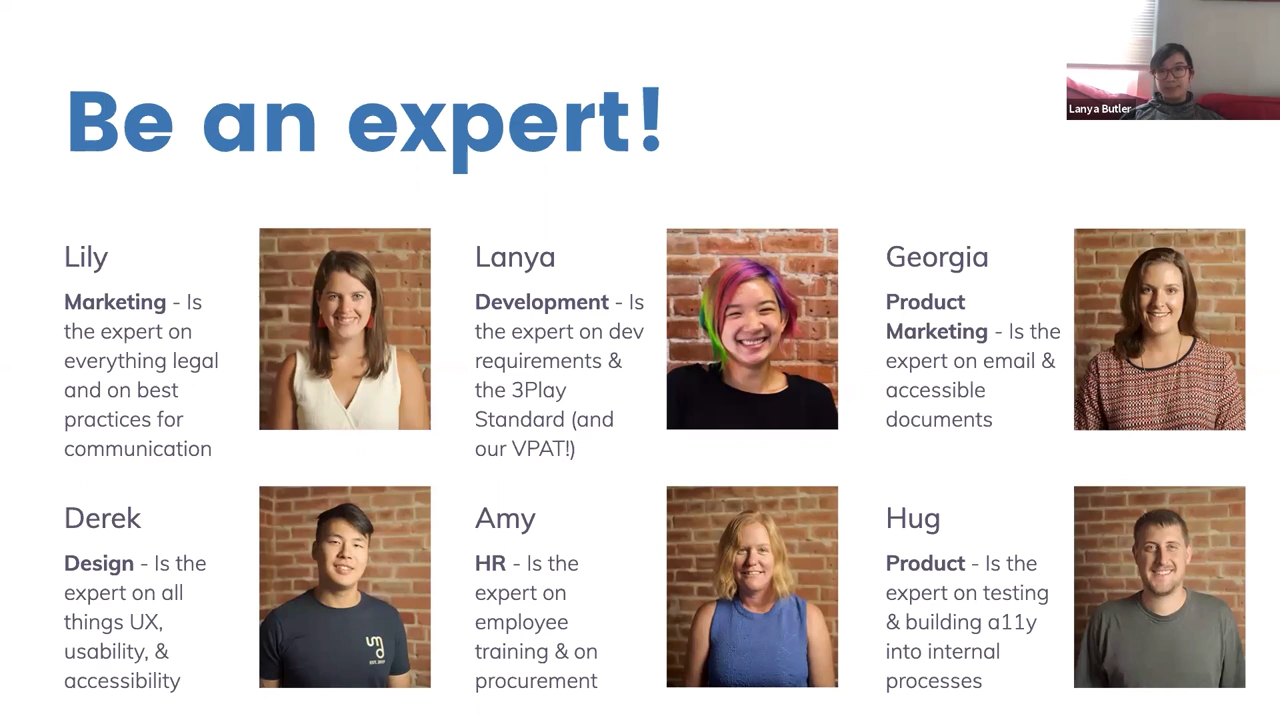 Be an expert!
Lanya Butler
Lily
Marketing - Is
the expert on
everything legal
and on best
practices for
communication
Lanya
Development - Is
the expert on dev
requirements &
the 3Play
Standard (and
our VPAT!)
Georgia
Product
Marketing - Is the
expert on email &
accessible
documents
Derek
Design - Is the
expert on all
things UX,
usability, &
accessibility
Amy
HR - Is the
expert on
employee
training & on
procurement
Hug
Product - Is the
expert on testing
& building a11y
into internal
processes